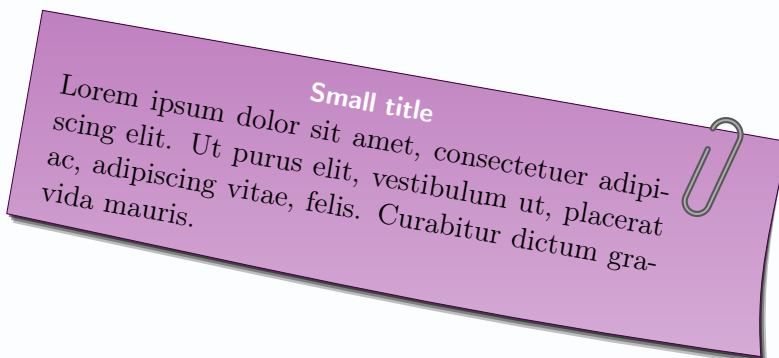 Small title
Lorem ipsum dolor sit amet, consectetuer adipi-
scing elit. Ut purus elit, vestibulum ut, placerat
ac, adipiscing vitae, felis. Curabitur dictum gra-
vida mauris.